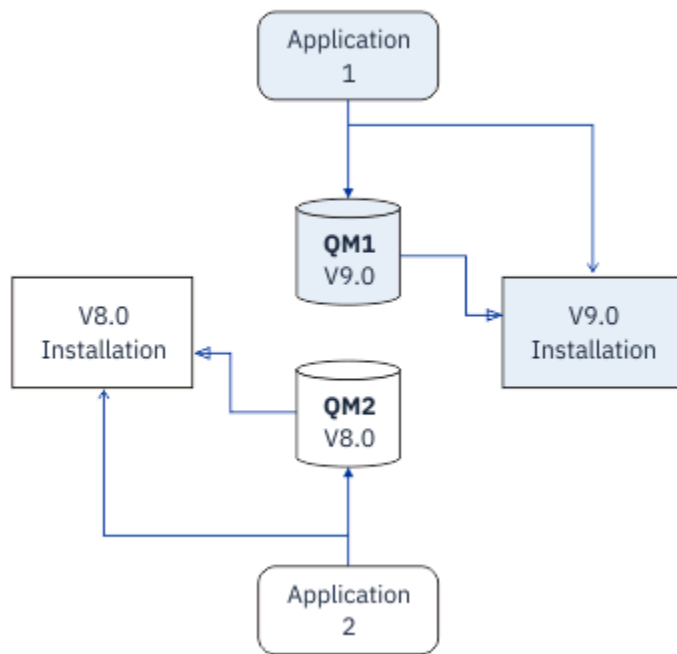 Application
1
QM1
V9.0
V8.0
Installation
V9.0
Installation
QM2
V8.0
Application
2